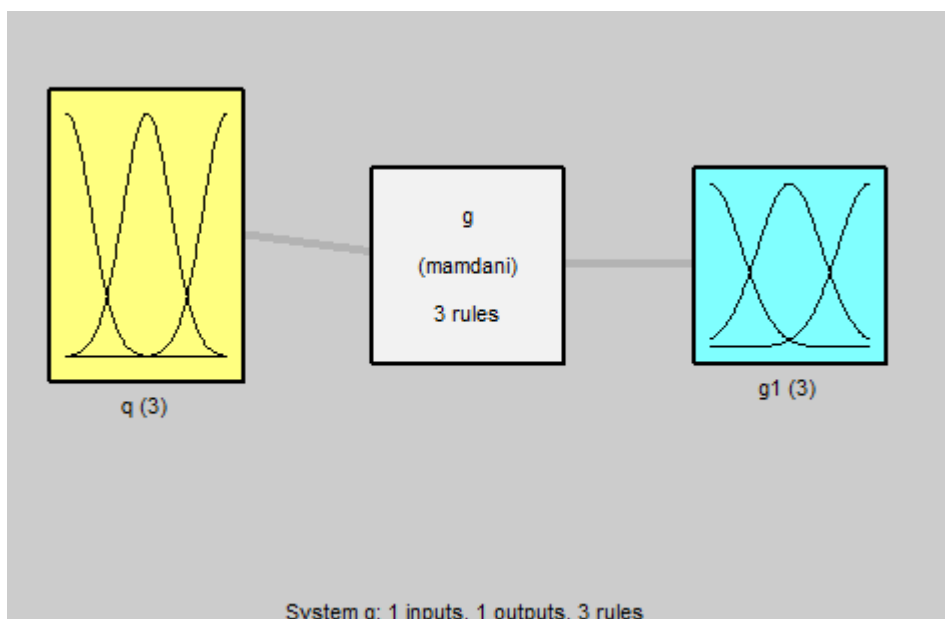 g
(mamdani)
3 rules
q (3)
g1 (3)
System g: 1 inputs, 1 outputs, 3 rules